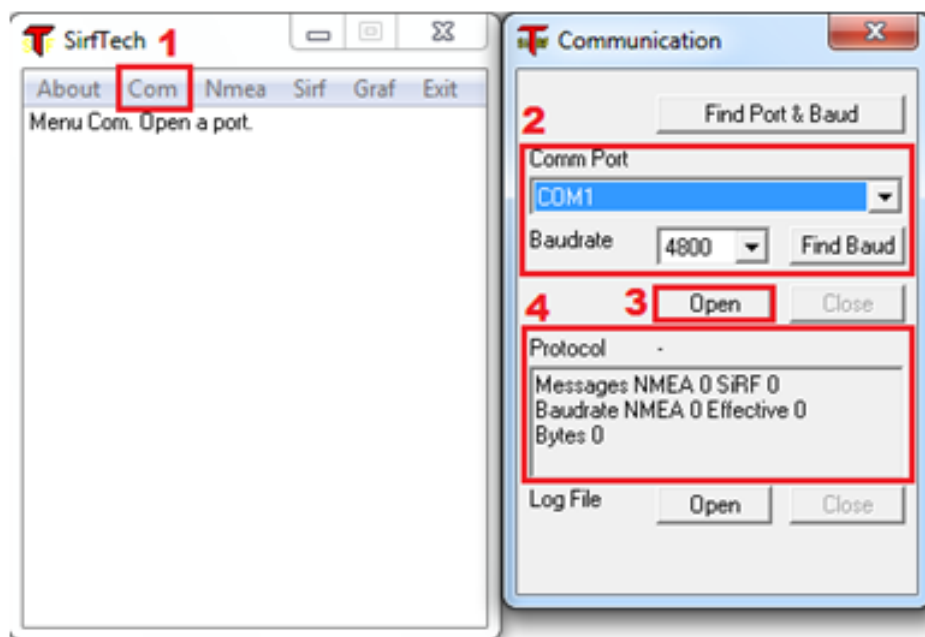 SirfTech 1
About Com Nmea Sirf Graf Exit
Menu Com. Open a port.
Communication
Find Port & Baud
2
Comm Port
COM1
Baudrate 4800 Find Baud
4 3 Open Close
Protocol -
Messages NMEA 0 SiRF 0
Baudrate NMEA 0 Effective 0
Bytes 0
Log File Open Close